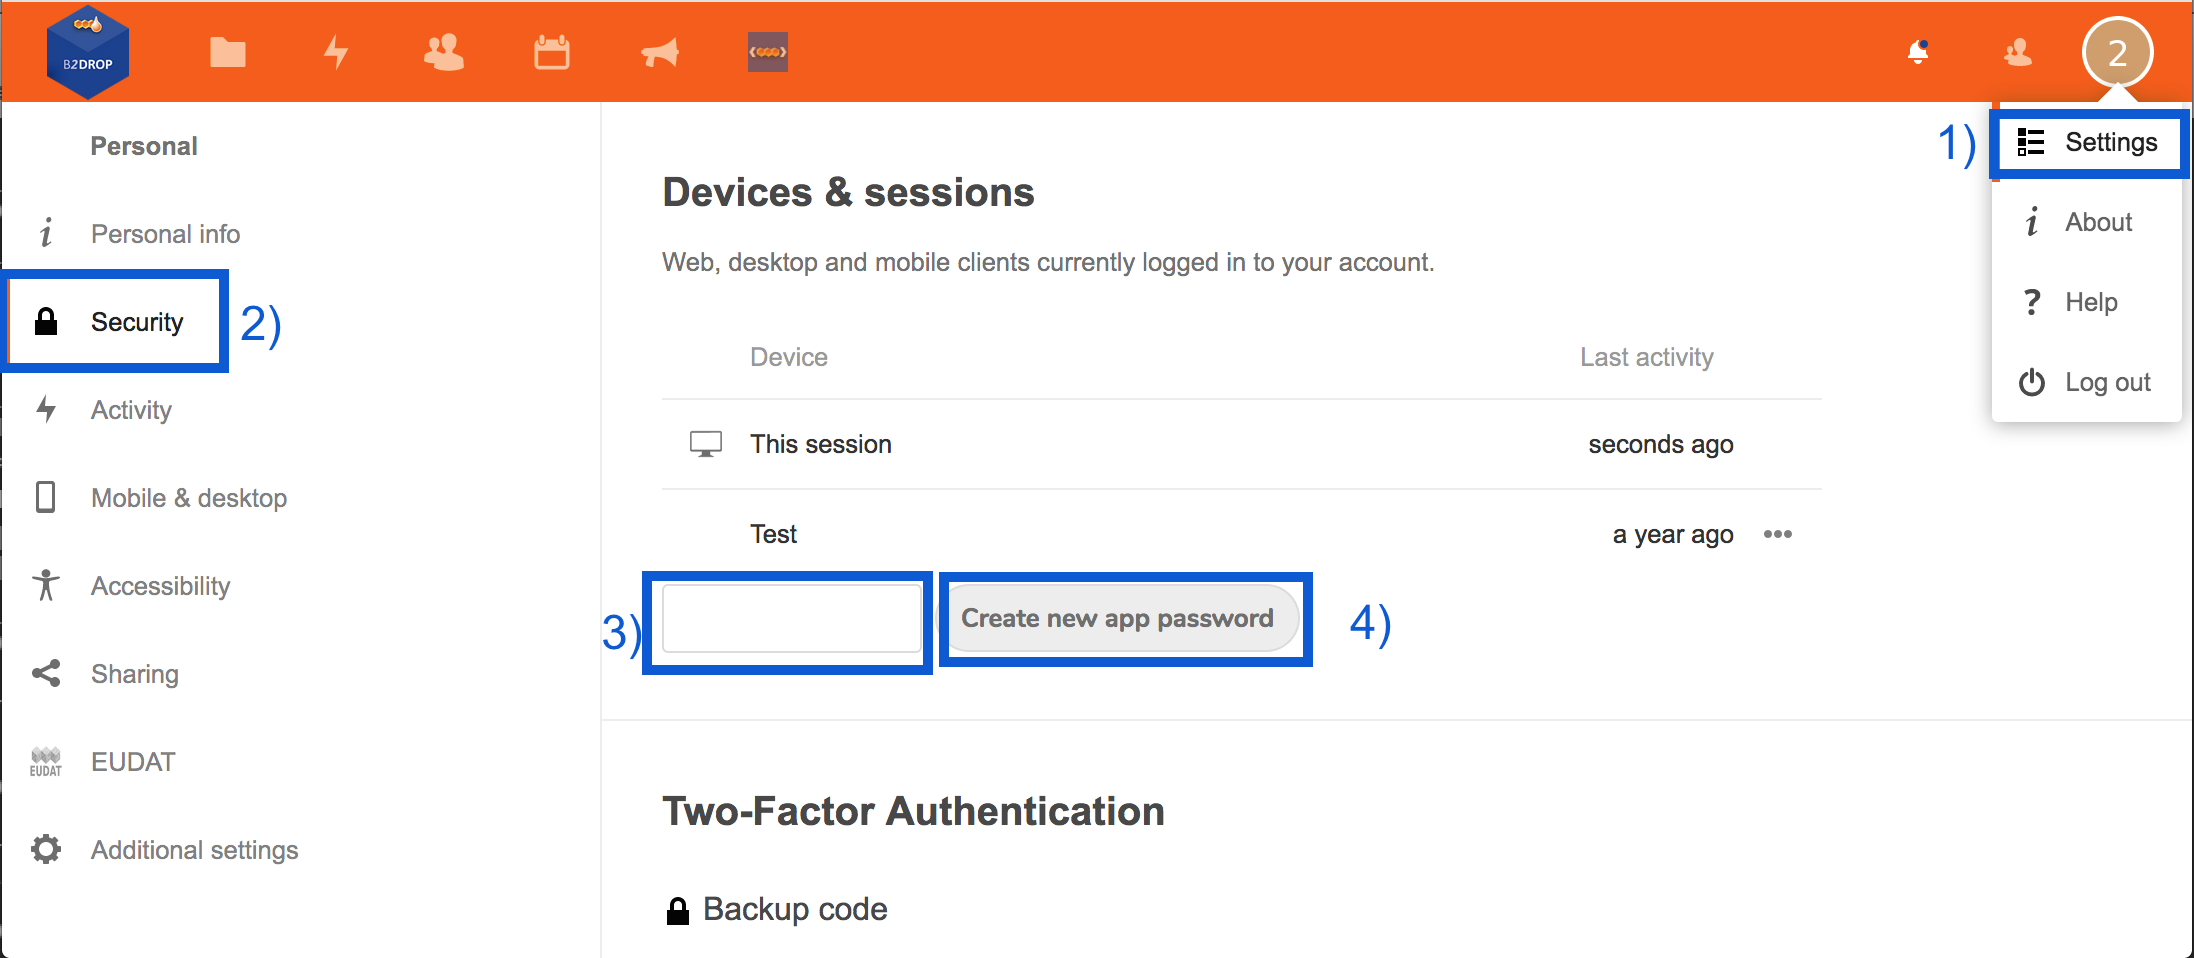 B2DROP
2
1)
Settings
About
Help
Log out
Personal
Personal info
Security
2)
Activity
Mobile & desktop
Accessibility
Sharing
EUDAT
EUDAT
Additional settings
Devices & sessions
Web, desktop and mobile clients currently logged in to your account.
Device Last activity
This session seconds ago
Test a year ago
3)
Create new app password
4)
Two-Factor Authentication
Backup code